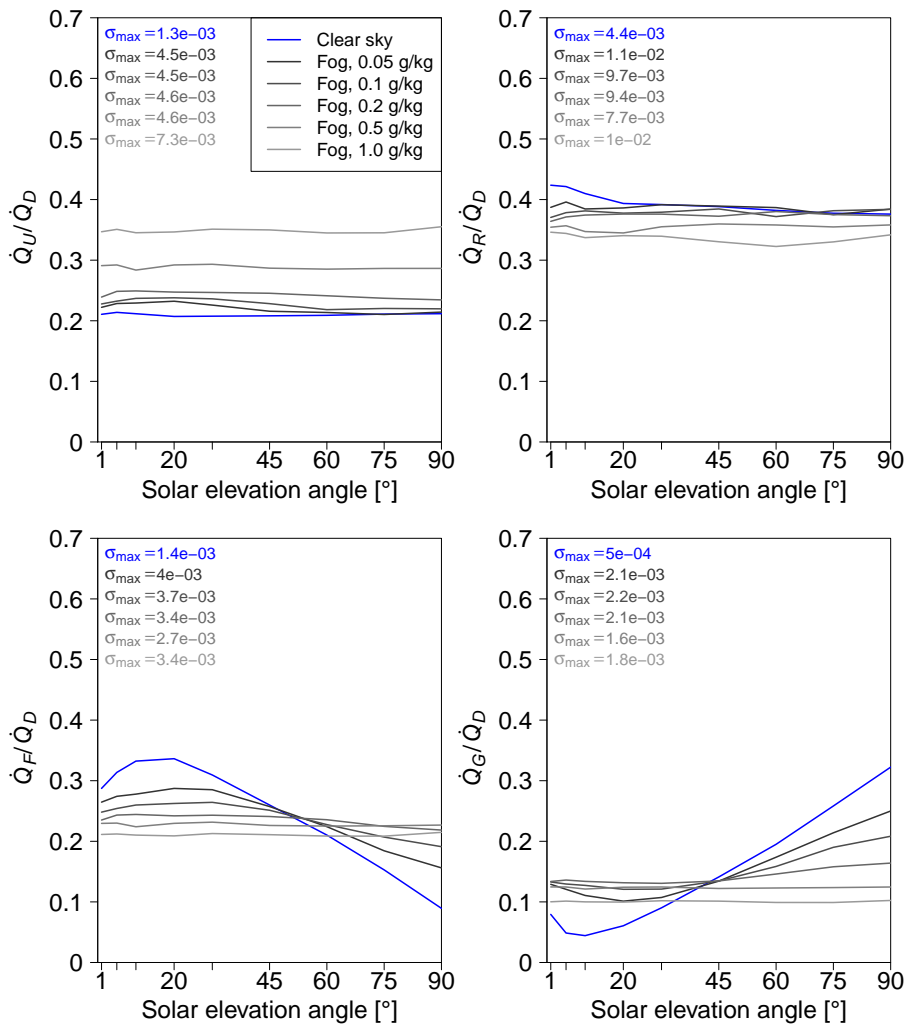 0.7
0.6
0.5
0.4
0.3
0.2
0.1
0
σmax=1.3e−03
σmax=4.5e−03
σmax=4.5e−03
σmax=4.6e−03
σmax=4.6e−03
σmax=7.3e−03
Clear sky
Fog, 0.05 g/kg
Fog, 0.1 g/kg
Fog, 0.2 g/kg
Fog, 0.5 g/kg
Fog, 1.0 g/kg
Q̇U/Q̇D
1 20 45 60 75 90
Solar elevation angle [°]
0.7
0.6
0.5
0.4
0.3
0.2
0.1
0
σmax=4.4e−03
σmax=1.1e−02
σmax=9.7e−03
σmax=9.4e−03
σmax=7.7e−03
σmax=1e−02
Q̇R/Q̇D
1 20 45 60 75 90
Solar elevation angle [°]
0.7
0.6
0.5
0.4
0.3
0.2
0.1
0
σmax=1.4e−03
σmax=4e−03
σmax=3.7e−03
σmax=3.4e−03
σmax=2.7e−03
σmax=3.4e−03
Q̇F/Q̇D
1 20 45 60 75 90
Solar elevation angle [°]
0.7
0.6
0.5
0.4
0.3
0.2
0.1
0
σmax=5e−04
σmax=2.1e−03
σmax=2.2e−03
σmax=2.1e−03
σmax=1.6e−03
σmax=1.8e−03
Q̇G/Q̇D
1 20 45 60 75 90
Solar elevation angle [°]